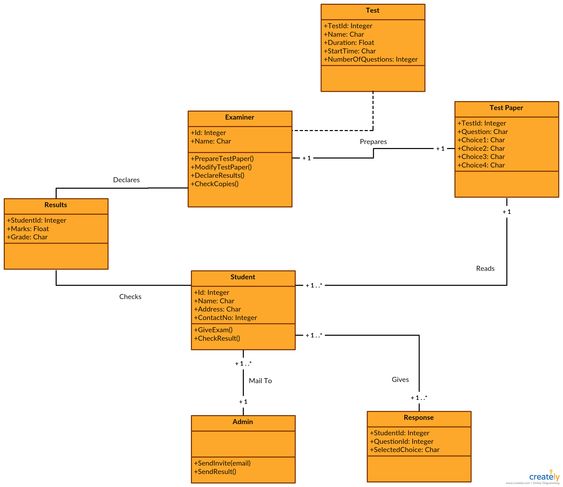 Test
+TestId: Integer
+Name: Char
+Duration: Float
+StartTime: Char
+NumberOfQuestions: Integer
Examiner
+Id: Integer
+Name: Char
+PrepareTestPaper()
+ModifyTestPaper()
+DeclareResults()
+CheckCopies()
Test Paper
+TestId: Integer
+Question: Char
+Choice1: Char
+Choice2: Char
+Choice3: Char
+Choice4: Char
Prepares
+ 1
+ 1
Declares
Results
+StudentId: Integer
+Marks: Float
+Grade: Char
+ 1
Reads
+ 1 . .*
Checks
Student
+Id: Integer
+Name: Char
+Address: Char
+ContactNo: Integer
+GiveExam()
+CheckResult()
+ 1 . .*
+ 1 . .*
Mail To
+ 1
Gives
+ 1 . .*
Admin
+SendInvite(email)
+SendResult()
Response
+StudentId: Integer
+QuestionId: Integer
+SelectedChoice: Char
creately